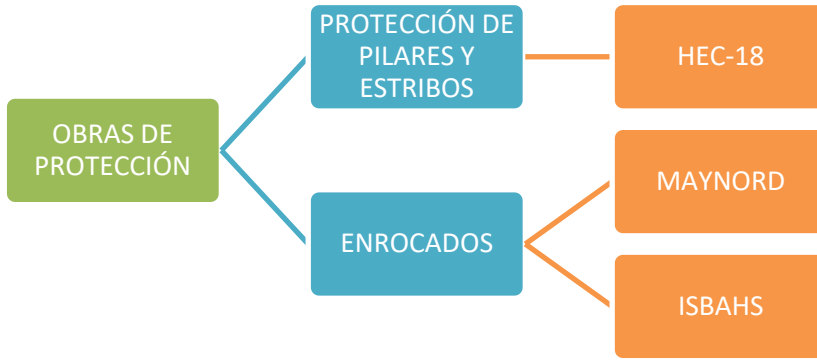 OBRAS DE
PROTECCIÓN
PROTECCIÓN DE
PILARES Y
ESTRIBOS
HEC-18
ENROCADOS
MAYNORD
ISBAHS